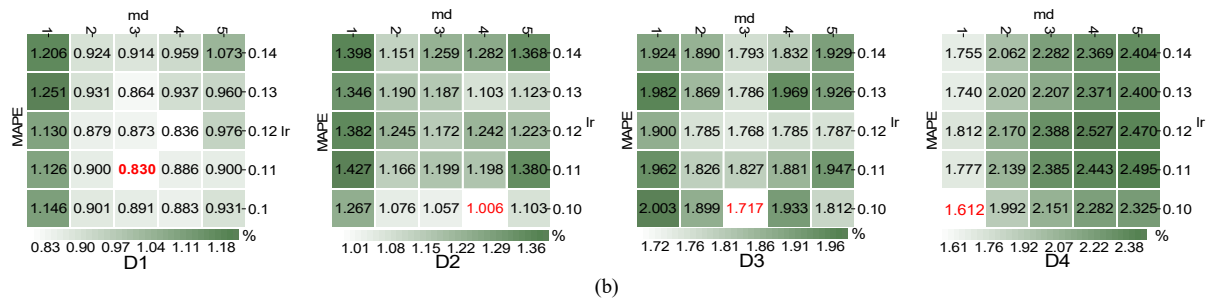 md
1 2 3 4 5
1.206 0.924 0.914 0.959 1.073 0.14
1.251 0.931 0.864 0.937 0.960 0.13
MAPE 1.130 0.879 0.873 0.836 0.976 0.12 lr
1.126 0.900 0.830 0.886 0.900 0.11
1.146 0.901 0.891 0.883 0.931 0.1
%
0.83 0.90 0.97 1.04 1.11 1.18
D1
md
1 2 3 4 5
1.398 1.151 1.259 1.282 1.368 0.14
1.346 1.190 1.187 1.103 1.123 0.13
MAPE 1.382 1.245 1.172 1.242 1.223 0.12 lr
1.427 1.166 1.199 1.198 1.380 0.11
1.267 1.076 1.057 1.006 1.103 0.10
%
1.01 1.08 1.15 1.22 1.29 1.36
D2
md
1 2 3 4 5
1.924 1.890 1.793 1.832 1.929 0.14
1.982 1.869 1.786 1.969 1.926 0.13
MAPE 1.900 1.785 1.768 1.785 1.787 0.12 lr
1.962 1.826 1.827 1.881 1.947 0.11
2.003 1.899 1.717 1.933 1.812 0.10
%
1.72 1.76 1.81 1.86 1.91 1.96
D3
md
1 2 3 4 5
1.755 2.062 2.282 2.369 2.404 0.14
1.740 2.020 2.207 2.371 2.400 0.13
MAPE 1.812 2.170 2.388 2.527 2.470 0.12 lr
1.777 2.139 2.385 2.443 2.495 0.11
1.612 1.992 2.151 2.282 2.325 0.10
%
1.61 1.76 1.92 2.07 2.22 2.38
D4
(b)